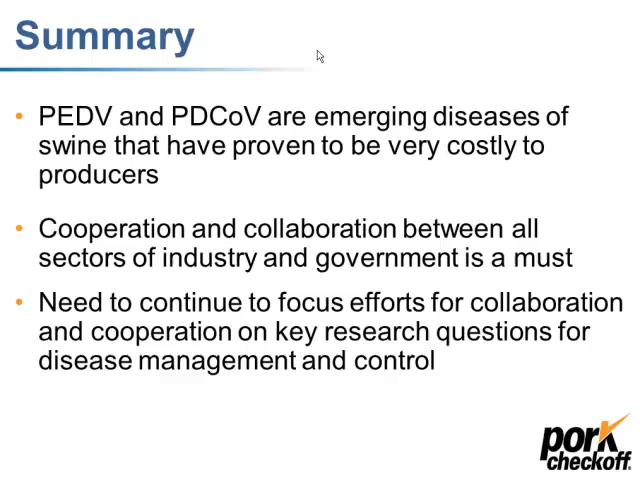 Summary
• PEDV and PDCoV are emerging diseases of
swine that have proven to be very costly to
producers
• Cooperation and collaboration between all
sectors of industry and government is a must
• Need to continue to focus efforts for collaboration
and cooperation on key research questions for
disease management and control
pork
checkoff.